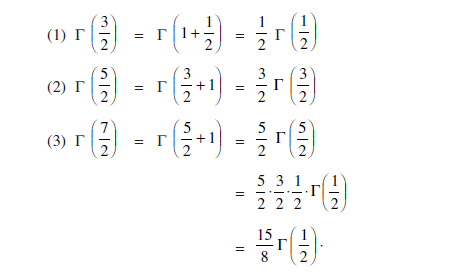 (1) Γ(3/2) = Γ(1+1/2) = 1/2 Γ(1/2)
(2) Γ(5/2) = Γ(3/2+1) = 3/2 Γ(3/2)
(3) Γ(7/2) = Γ(5/2+1) = 5/2 Γ(5/2)
= 5/2·3/2·1/2·Γ(1/2)
= 15/8 Γ(1/2).